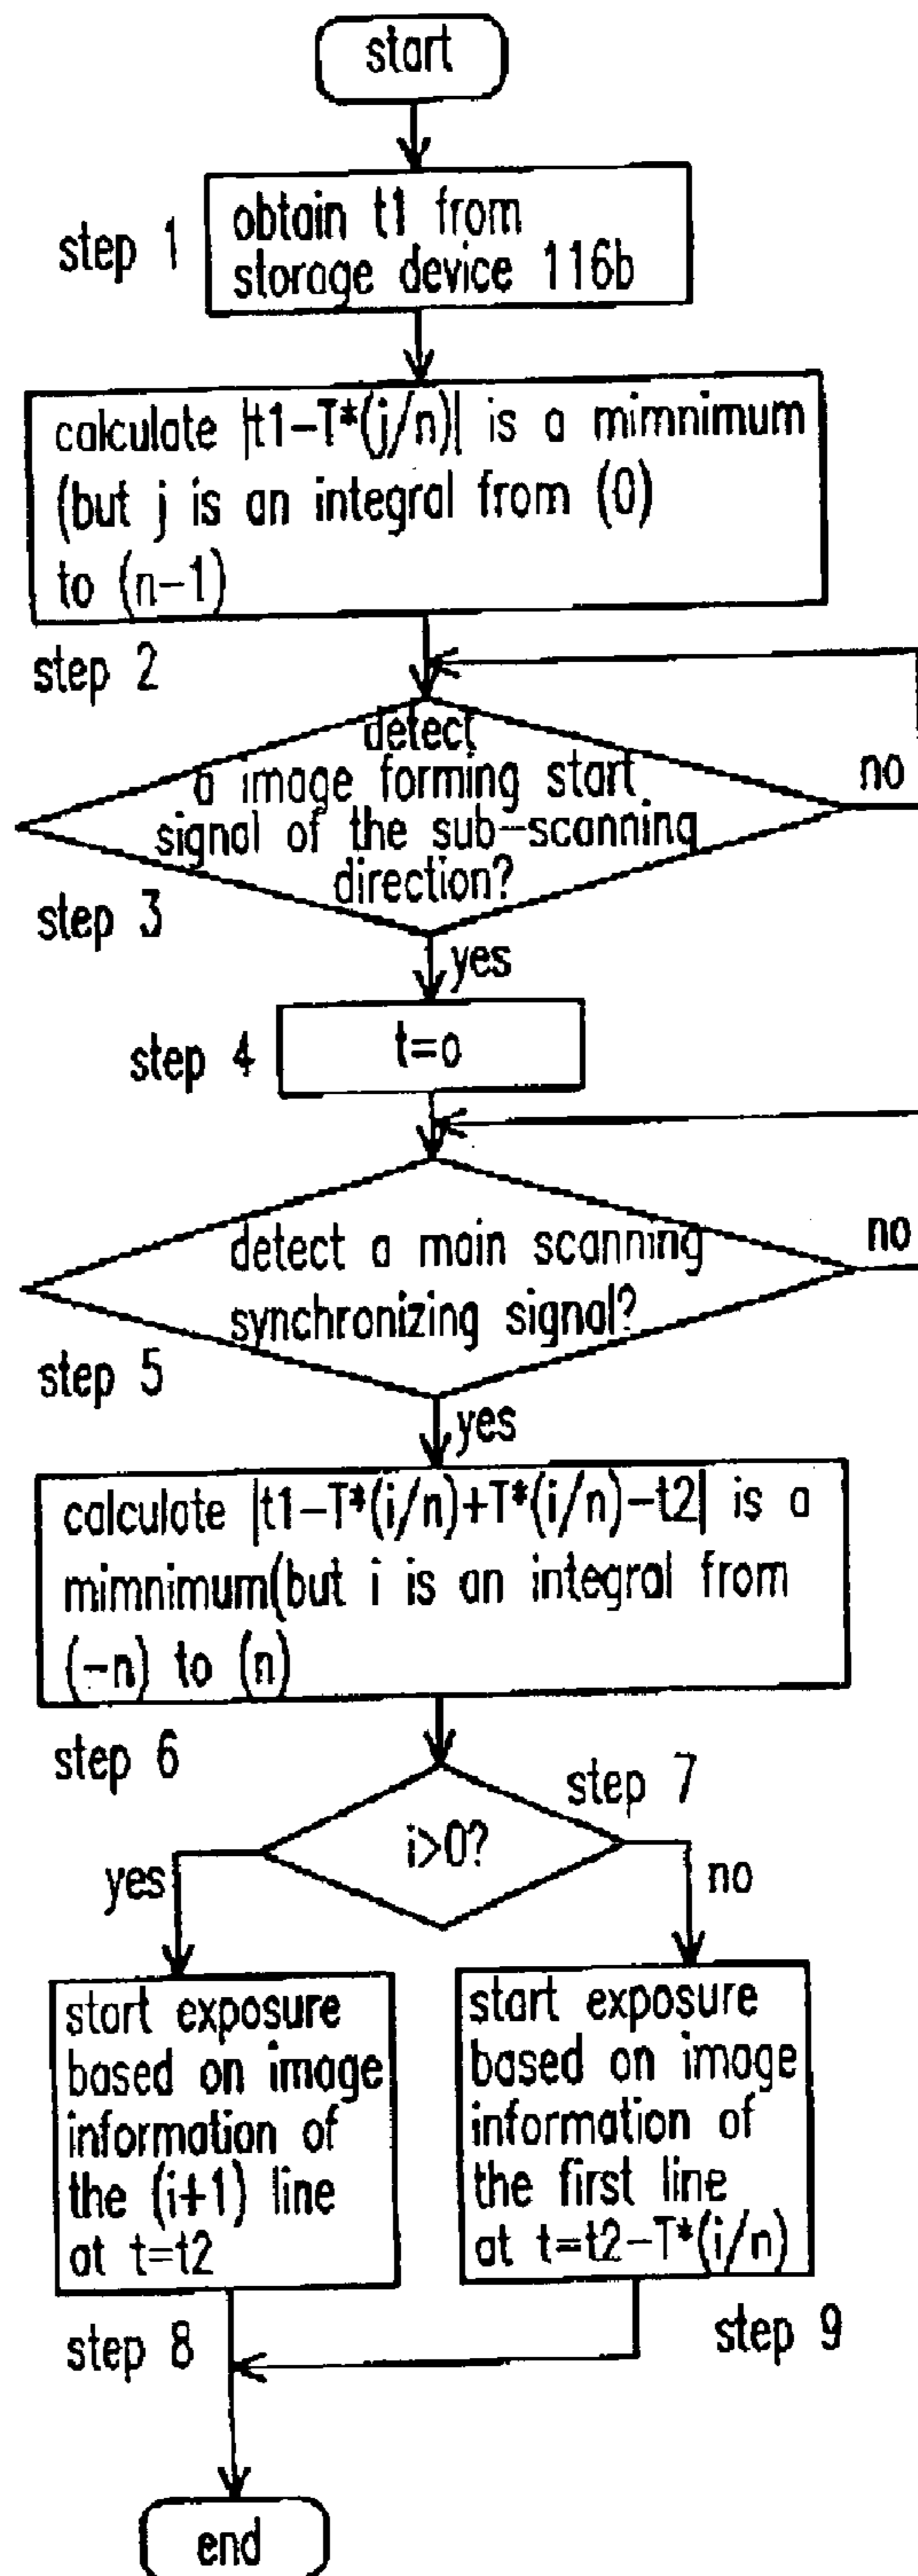 start
step 1
obtain t1 from
storage device 116b
calculate |t1-T*(j/n)| is a mimnimum
(but j is an integral from (0)
to (n-1)
step 2
detect
a image forming start
signal of the sub-scanning
direction?
no
step 3
yes
step 4
t=o
detect a main scanning
synchronizing signal?
no
step 5
yes
calculate |t1-T*(i/n)+T*(i/n)-t2| is a
mimnimum(but i is an integral from
(-n) to (n)
step 6
step 7
i>0?
yes
no
start exposure
based on image
information of
the (i+1) line
at t=t2
step 8
start exposure
based on image
information of
the first line
at t=t2-T*(i/n)
step 9
end